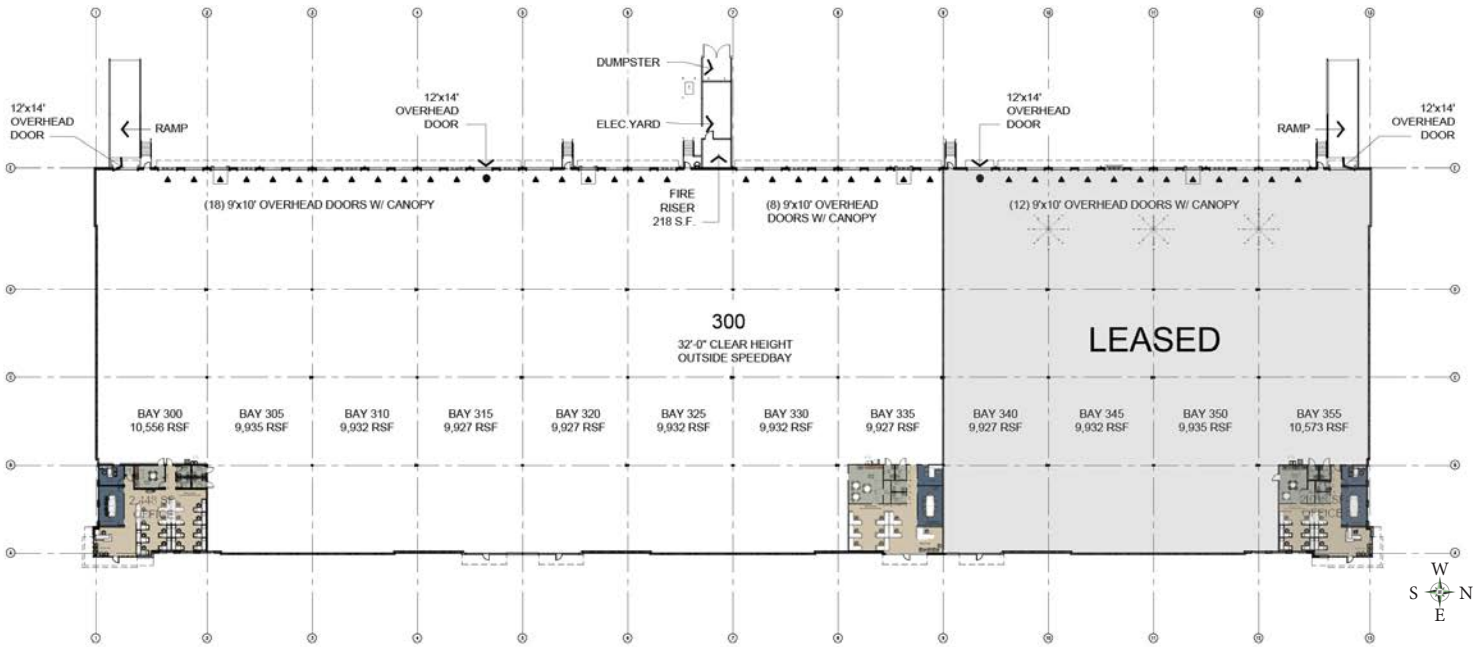 12'x14'
OVERHEAD
DOOR
RAMP
12'x14'
OVERHEAD
DOOR
DUMPSTER
ELEC.YARD
12'x14'
OVERHEAD
DOOR
RAMP
12'x14'
OVERHEAD
DOOR
(18) 9'x10' OVERHEAD DOORS W/ CANOPY
FIRE
RISER
218 S.F.
(8) 9'x10' OVERHEAD
DOORS W/ CANOPY
(12) 9'x10' OVERHEAD DOORS W/ CANOPY
300
32'-0" CLEAR HEIGHT
OUTSIDE SPEEDBAY
LEASED
BAY 300
10,556 RSF
BAY 305
9,935 RSF
BAY 310
9,932 RSF
BAY 315
9,927 RSF
BAY 320
9,927 RSF
BAY 325
9,932 RSF
BAY 330
9,932 RSF
BAY 335
9,927 RSF
BAY 340
9,927 RSF
BAY 345
9,932 RSF
BAY 350
9,935 RSF
BAY 355
10,573 RSF
2,448 SF
OFFICE
OFFICE
W
S
N
E